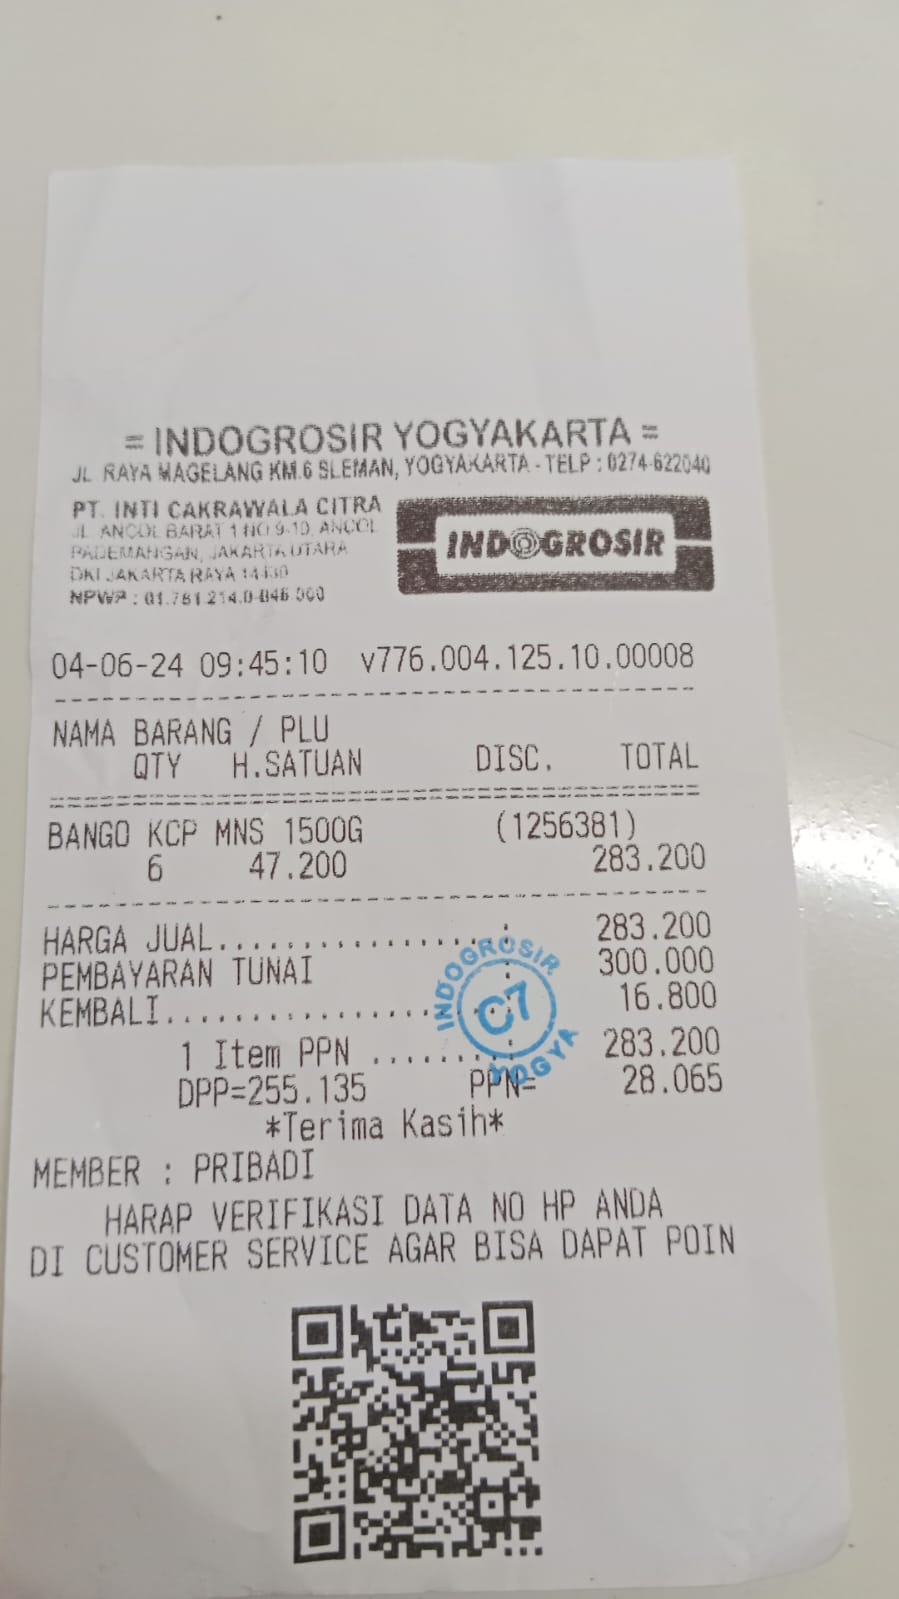 = INDOGROSIR YOGYAKARTA =
JL. RAYA MAGELANG KM.6 SLEMAN, YOGYAKARTA - TELP : 0274-622040
PT. INTI CAKRAWALA CITRA
JL. ANCOL BARAT 1 NO 9-10, ANCOL
PADEMANGAN, JAKARTA UTARA
DKI JAKARTA RAYA 14430
NPWP : 01.781.214.0-046.000
INDOGROSIR
04-06-24 09:45:10 v776.004.125.10.00008
NAMA BARANG / PLU
QTY H.SATUAN DISC. TOTAL
BANGO KCP MNS 1500G (1256381)
6 47.200 283.200
HARGA JUAL..................: 283.200
PEMBAYARAN TUNAI : 300.000
KEMBALI.....................: 16.800
INDOGROSIR
C7
YOGYA
1 Item PPN ........: 283.200
DPP=255.135 PPN= 28.065
*Terima Kasih*
MEMBER : PRIBADI
HARAP VERIFIKASI DATA NO HP ANDA
DI CUSTOMER SERVICE AGAR BISA DAPAT POIN